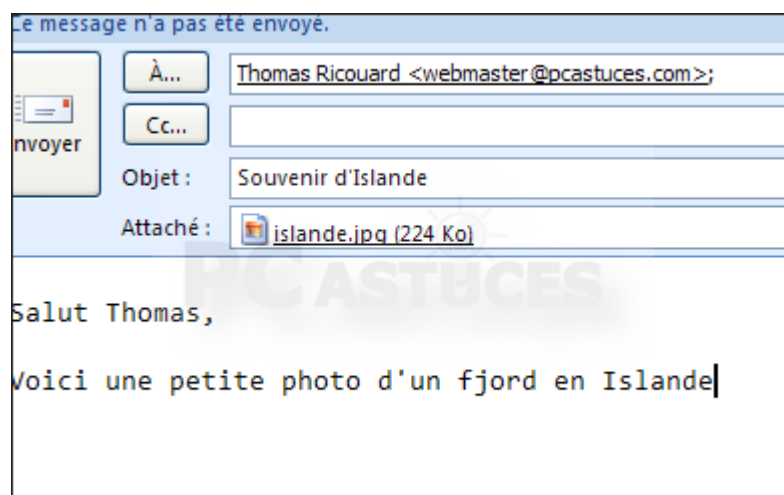 Ce message n'a pas été envoyé.
À...
Thomas Ricouard <webmaster@pcastuces.com>;
Cc...
nvoyer
Objet :
Souvenir d'Islande
Attaché :
islande.jpg (224 Ko)
PC ASTUCES
Salut Thomas,
Voici une petite photo d'un fjord en Islande